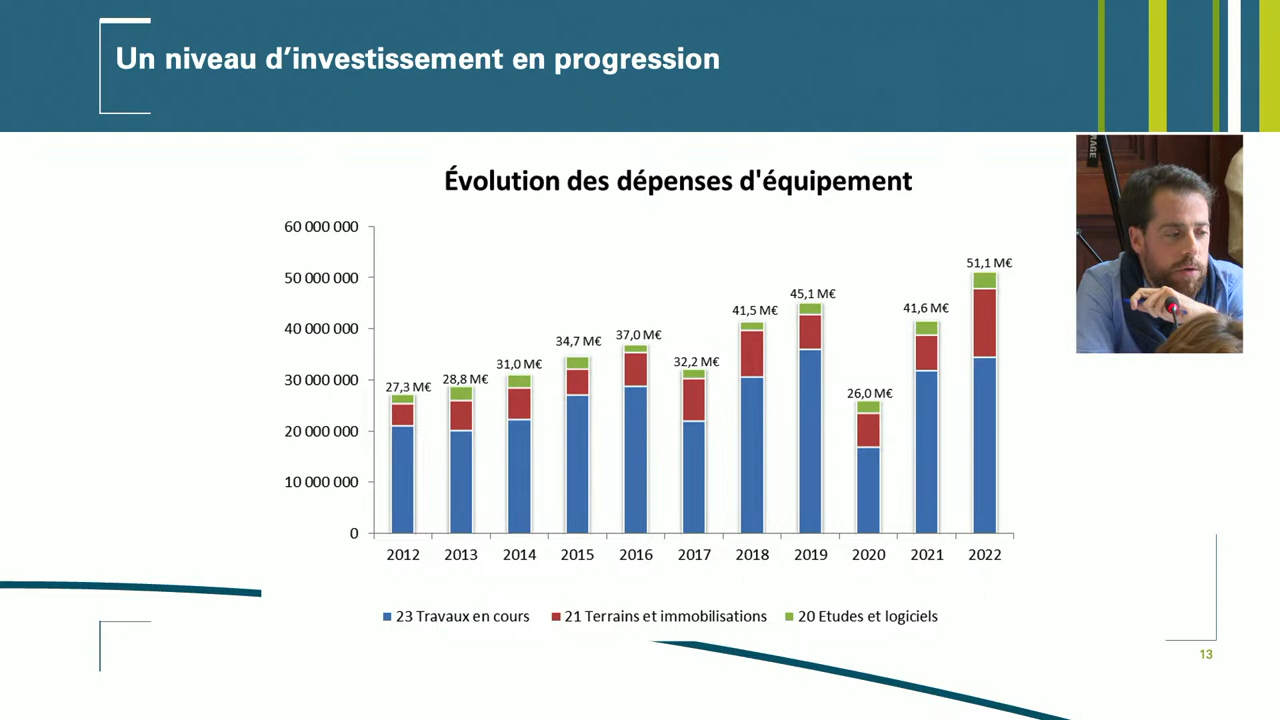 Un niveau d’investissement en progression
MAGE
Évolution des dépenses d'équipement
60 000 000
50 000 000
40 000 000
30 000 000
20 000 000
10 000 000
0
27,3 M€
28,8 M€
31,0 M€
34,7 M€
37,0 M€
32,2 M€
41,5 M€
45,1 M€
26,0 M€
41,6 M€
51,1 M€
2012 2013 2014 2015 2016 2017 2018 2019 2020 2021 2022
23 Travaux en cours 21 Terrains et immobilisations 20 Etudes et logiciels
13